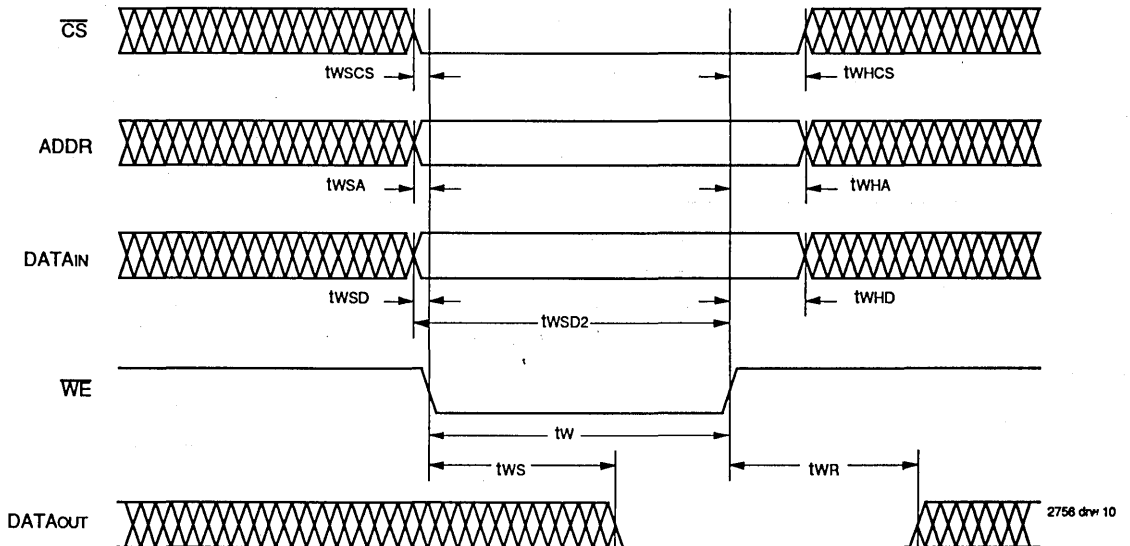 CS
tWSCS
tWHCS
ADDR
tWSA
tWHA
DATAIN
tWSD
tWHD
tWSD2
WE
tW
tWS
tWR
DATAOUT
2756 drw 10